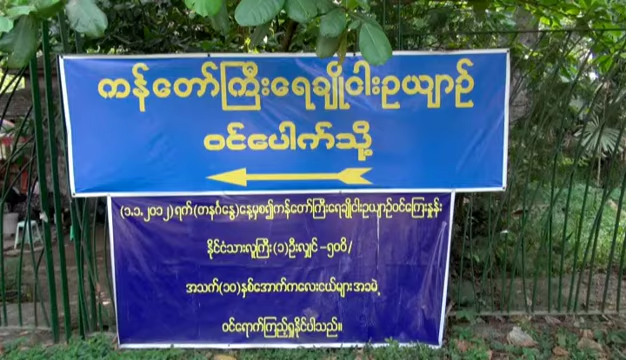 ကန်တော်ကြီးရေချိုငါးဥယျာဉ်
ဝင်ပေါက်သို့
(၁.၁.၂၀၁၂)ရက်(တနင်္ဂနွေ)နေ့မှစ၍ကန်တော်ကြီးရေချိုငါးဥယျာဉ်ဝင်ကြေးနှုန်း
နိုင်ငံသားလူကြီး(၁)ဦးလျှင် -၅၀ဝိ/
အသက်(၁၀)နှစ်အောက်ကလေးငယ်များအခမဲ့
ဝင်ရောက်ကြည့်ရှုနိုင်ပါသည်။